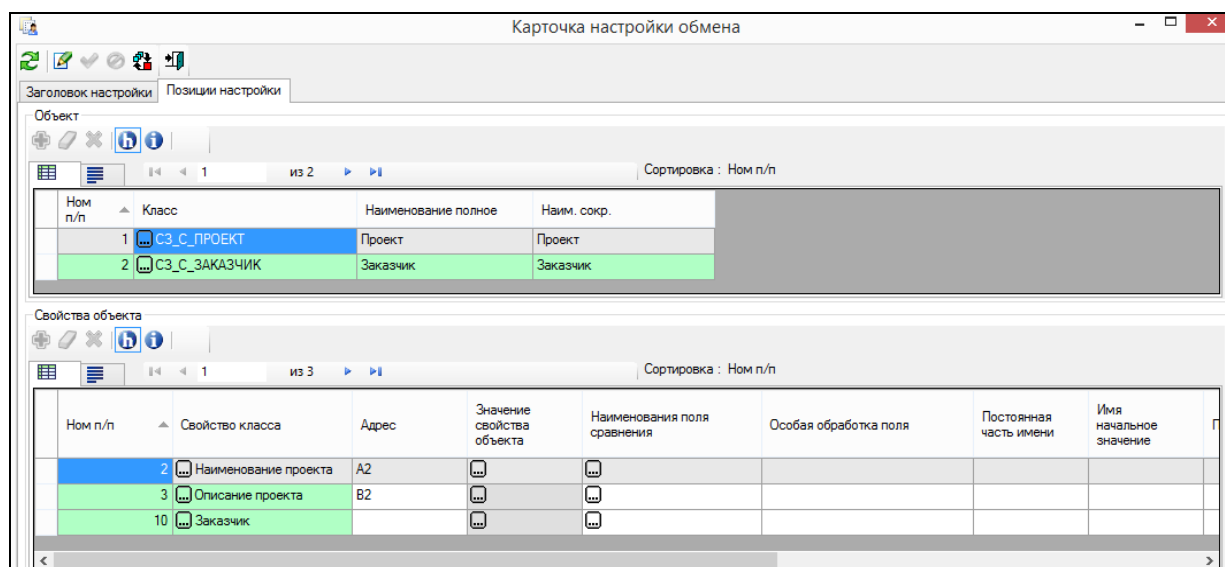 Карточка настройки обмена
Заголовок настройки Позиции настройки
Объект
1 из 2 Сортировка : Ном п/п
Ном п/п Класс Наименование полное Наим. сокр.
1 ... СЗ_С_ПРОЕКТ Проект Проект
2 ... СЗ_С_ЗАКАЗЧИК Заказчик Заказчик
Свойства объекта
1 из 3 Сортировка : Ном п/п
Ном п/п Свойство класса Адрес Значение свойства объекта Наименования поля сравнения Особая обработка поля Постоянная часть имени Имя начальное значение
2 ... Наименование проекта A2 ... ...
3 ... Описание проекта B2 ... ...
10 ... Заказчик ... ...